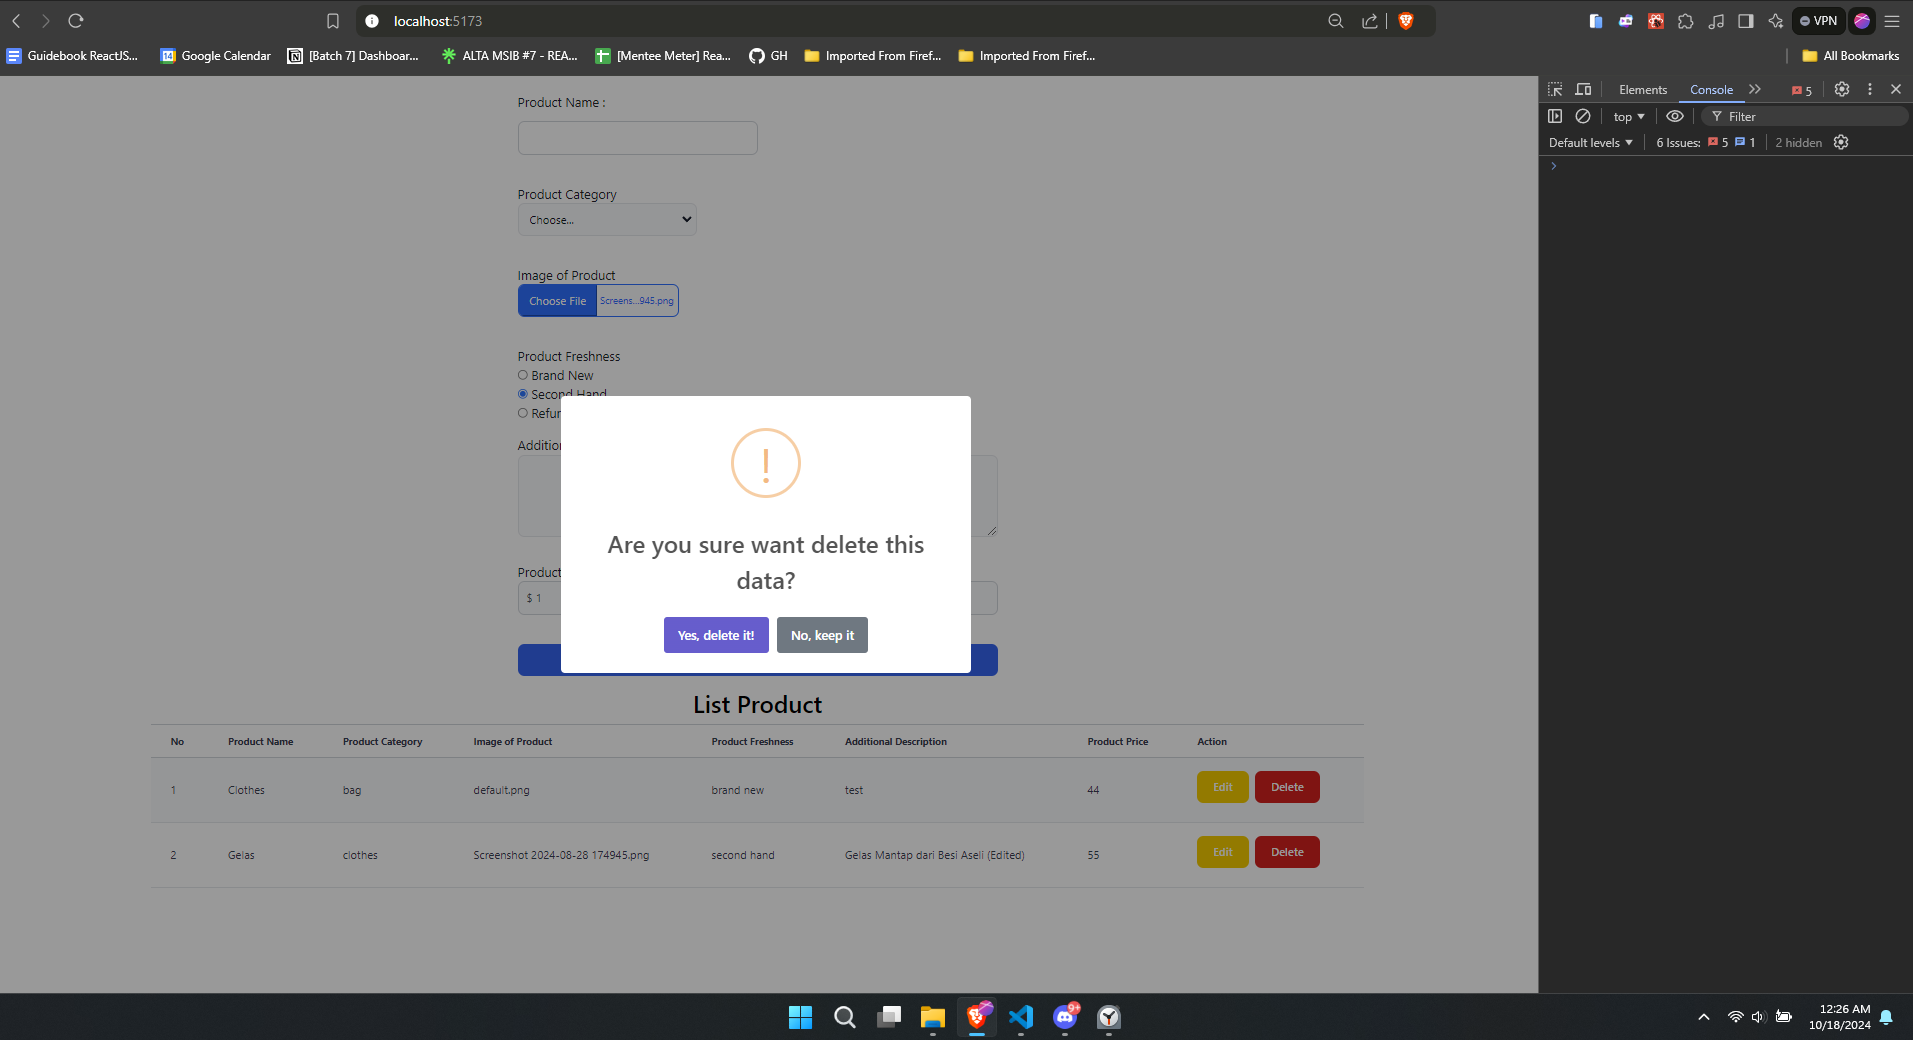 localhost:5173
VPN
Guidebook ReactJS...
Google Calendar
[Batch 7] Dashboar...
ALTA MSIB #7 - REA...
[Mentee Meter] Rea...
GH
Imported From Firef...
Imported From Firef...
All Bookmarks
Elements
Console
5
top
Filter
Default levels
6 Issues:
5
1
2 hidden
Product Name :
Product Category
Choose...
Image of Product
Choose File
Screens...945.png
Product Freshness
Brand New
Second Hand
Refur
Additio
Are you sure want delete this
data?
Yes, delete it!
No, keep it
Product
$ 1
List Product
No Product Name Product Category Image of Product Product Freshness Additional Description Product Price Action
1 Clothes bag default.png brand new test 44 Edit Delete
2 Gelas clothes Screenshot 2024-08-28 174945.png second hand Gelas Mantap dari Besi Aseli (Edited) 55 Edit Delete
9+
12:26 AM
10/18/2024